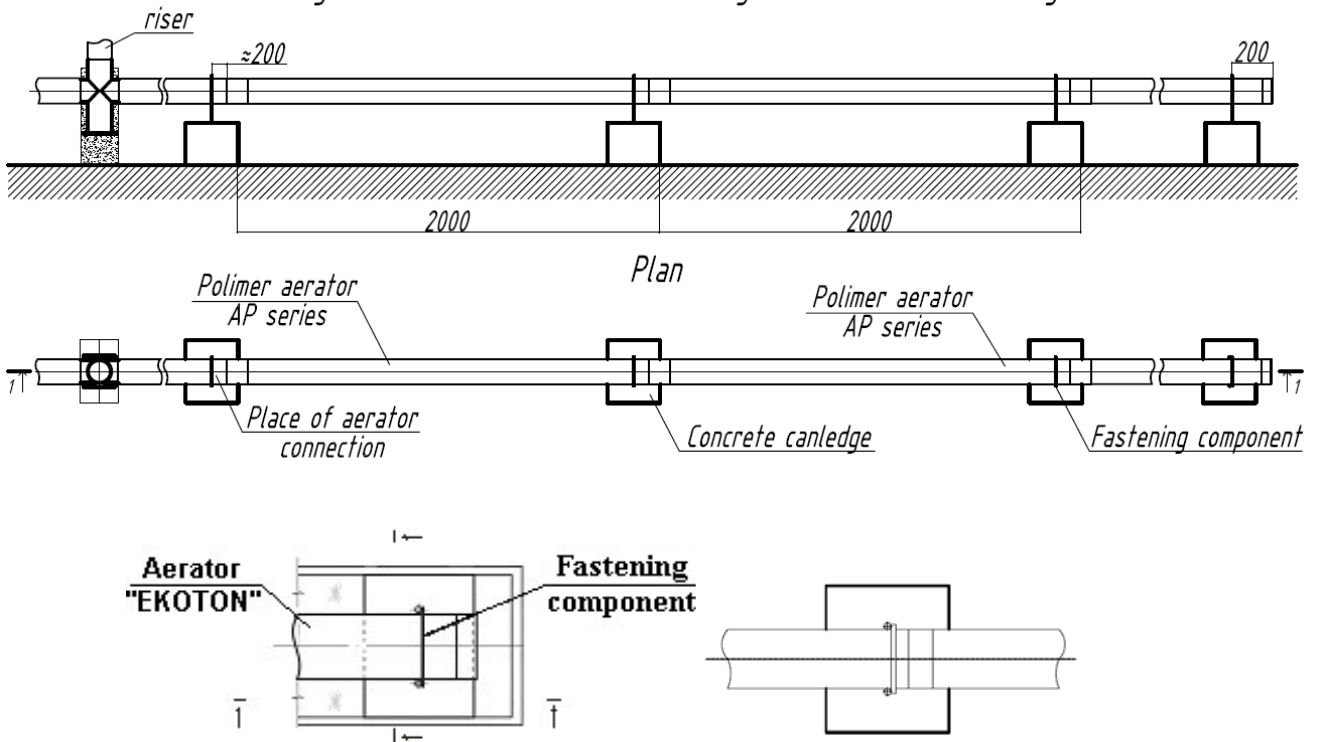 riser
≈200
200
2000
2000
Plan
Polimer aerator
AP series
Polimer aerator
AP series
1
1
Place of aerator
connection
Concrete canledge
Fastening component
Aerator
"EKOTON"
Fastening
component
1
1